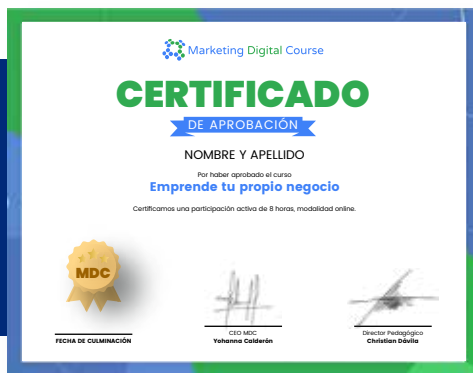 Marketing Digital Course
CERTIFICADO
DE APROBACIÓN
NOMBRE Y APELLIDO
Por haber aprobado el curso
Emprende tu propio negocio
Certificamos una participación activa de 8 horas, modalidad online.
MDC
FECHA DE CULMINACIÓN
CEO MDC
Yohanna Calderón
Director Pedagógico
Christian Dávila